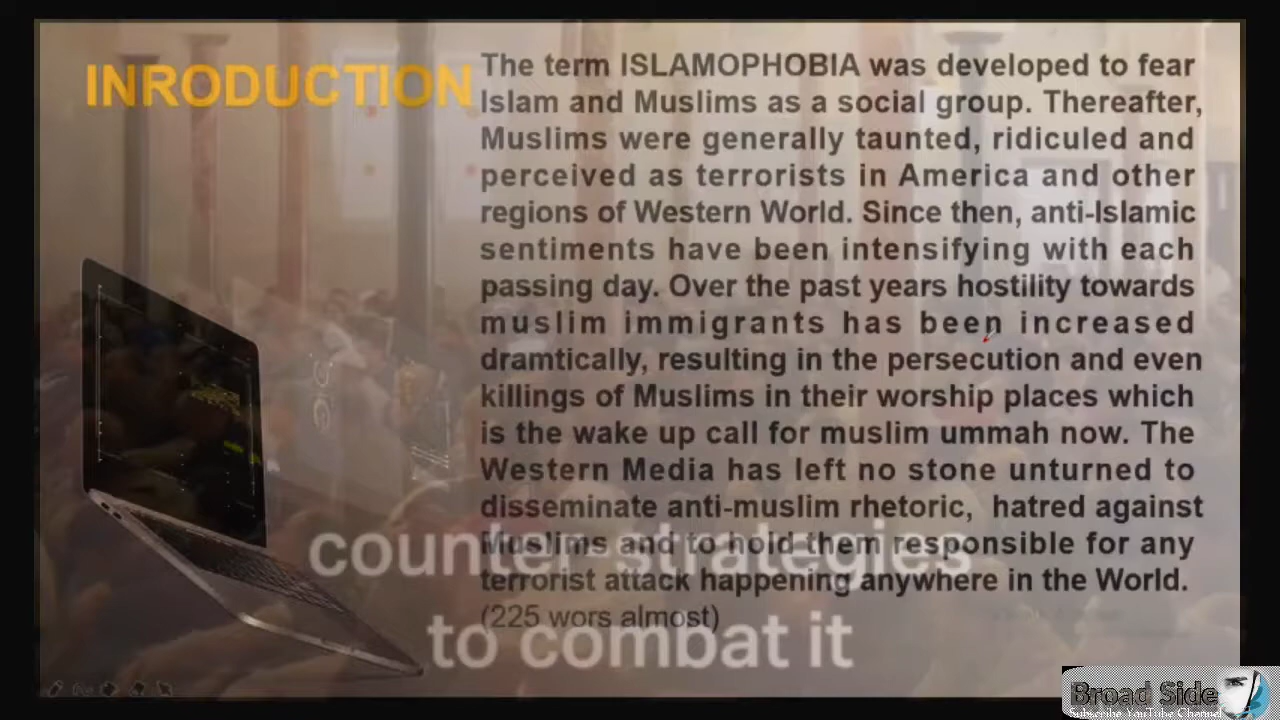 INRODUCTION
The term ISLAMOPHOBIA was developed to fear
Islam and Muslims as a social group. Thereafter,
Muslims were generally taunted, ridiculed and
perceived as terrorists in America and other
regions of Western World. Since then, anti-Islamic
sentiments have been intensifying with each
passing day. Over the past years hostility towards
muslim immigrants has been increased
dramtically, resulting in the persecution and even
killings of Muslims in their worship places which
is the wake up call for muslim ummah now. The
Western Media has left no stone unturned to
disseminate anti-muslim rhetoric, hatred against
Muslims and to hold them responsible for any
terrorist attack happening anywhere in the World.
(225 wors almost)
counter strategies
to combat it
Broad Side
Subscribe YouTube Channel